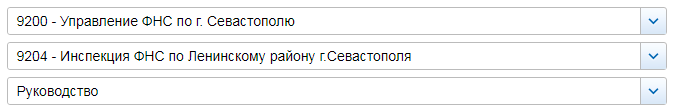 9200 - Управление ФНС по г. Севастополю
9204 - Инспекция ФНС по Ленинскому району г.Севастополя
Руководство